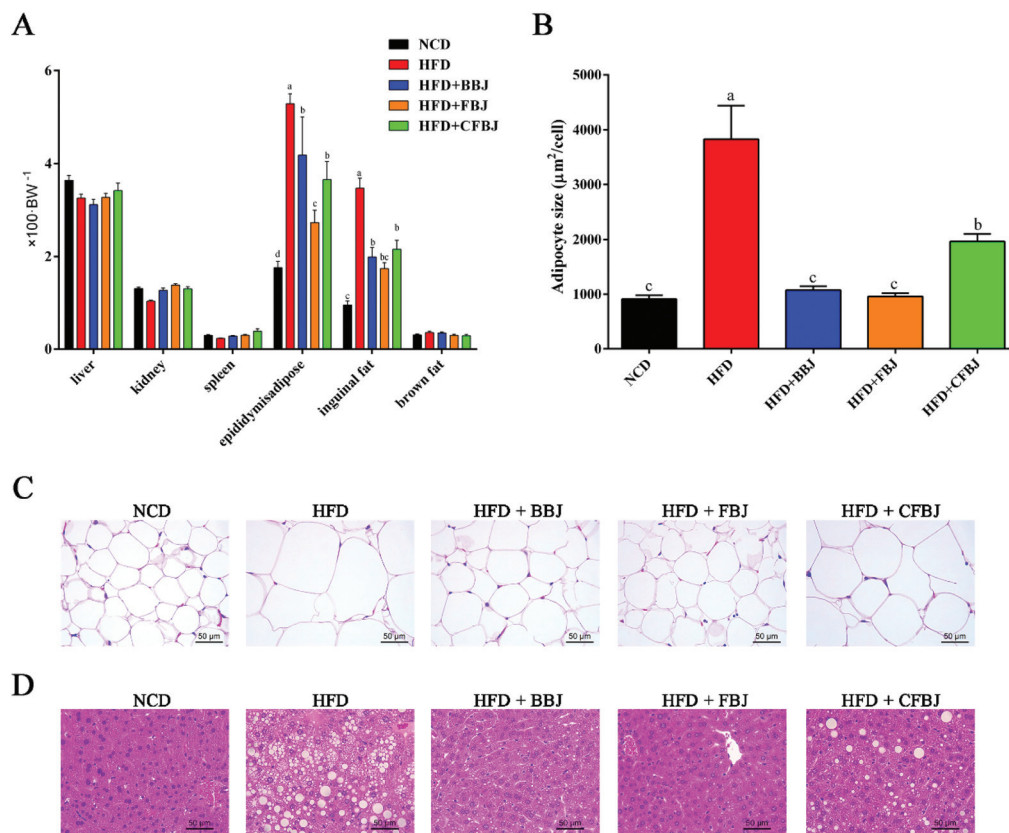 A
NCD
HFD
HFD+BBJ
HFD+FBJ
HFD+CFBJ
×100·BW⁻¹
6
4
2
0
a
b
c
b
d
a
b
bc
b
c
liver
kidney
spleen
epididymisadipose
inguinal fat
brown fat
B
Adipocyte size (µm²/cell)
5000
4000
3000
2000
1000
0
c
a
c
c
b
NCD
HFD
HFD+BBJ
HFD+FBJ
HFD+CFBJ
C
NCD
HFD
HFD + BBJ
HFD + FBJ
HFD + CFBJ
50 µm
50 µm
50 µm
50 µm
50 µm
D
NCD
HFD
HFD + BBJ
HFD + FBJ
HFD + CFBJ
50 µm
50 µm
50 µm
50 µm
50 µm